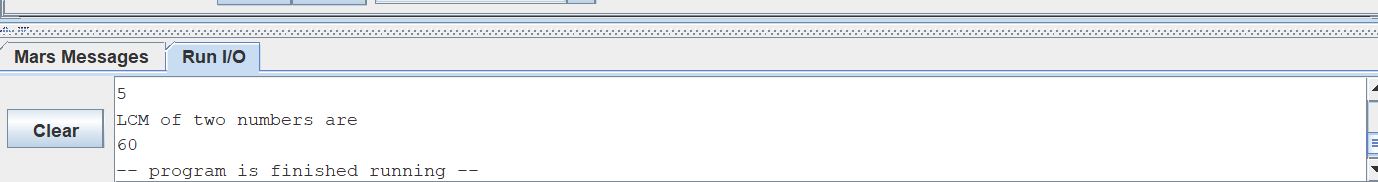 Mars Messages Run I/O
5
LCM of two numbers are
Clear
60
-- program is finished running --